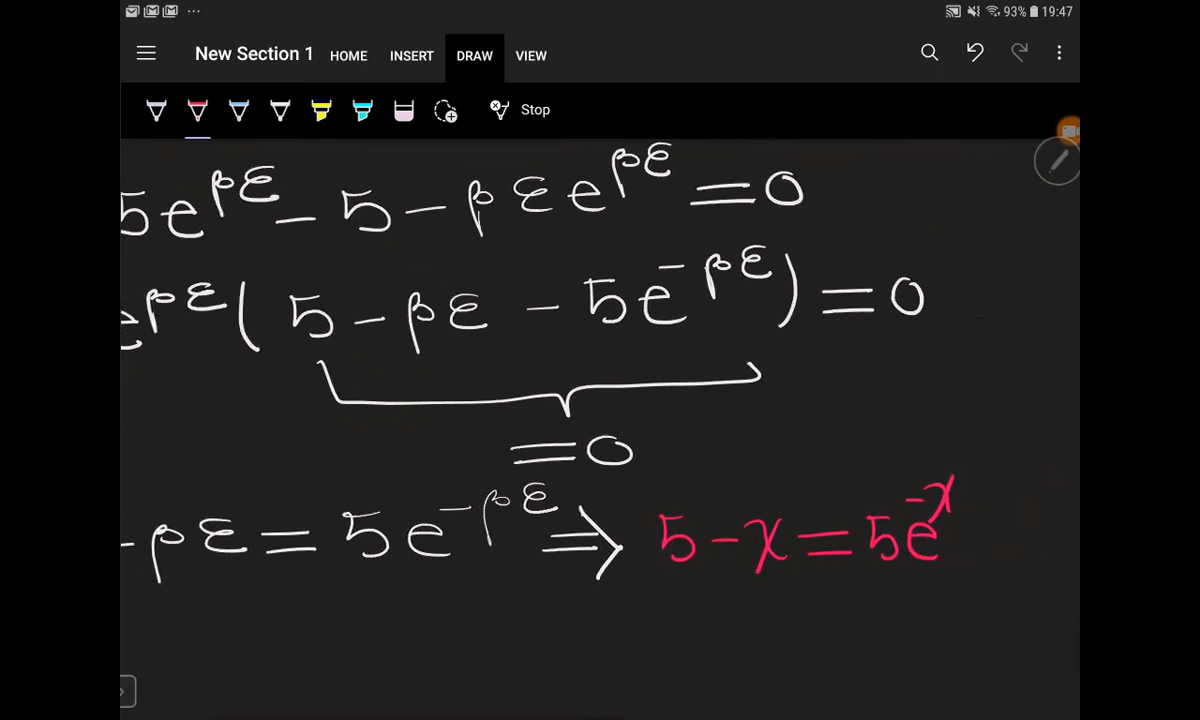 93% 19:47
New Section 1 HOME INSERT DRAW VIEW
Stop
5e^{βε} - 5 - βεe^{βε} = 0
e^{βε}(5 - βε - 5e^{-βε}) = 0
= 0
- βε = 5e^{-βε} ⇒ 5 - x = 5e^{-x}